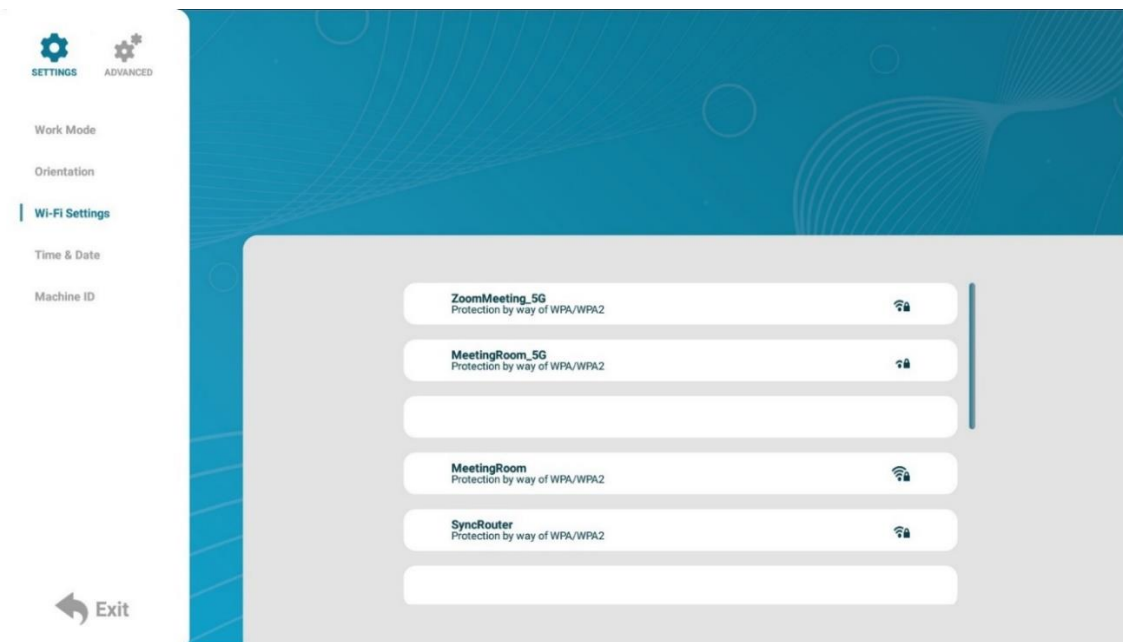 SETTINGS
ADVANCED
Work Mode
Orientation
Wi-Fi Settings
Time & Date
Machine ID
Exit
ZoomMeeting_5G
Protection by way of WPA/WPA2
MeetingRoom_5G
Protection by way of WPA/WPA2
MeetingRoom
Protection by way of WPA/WPA2
SyncRouter
Protection by way of WPA/WPA2